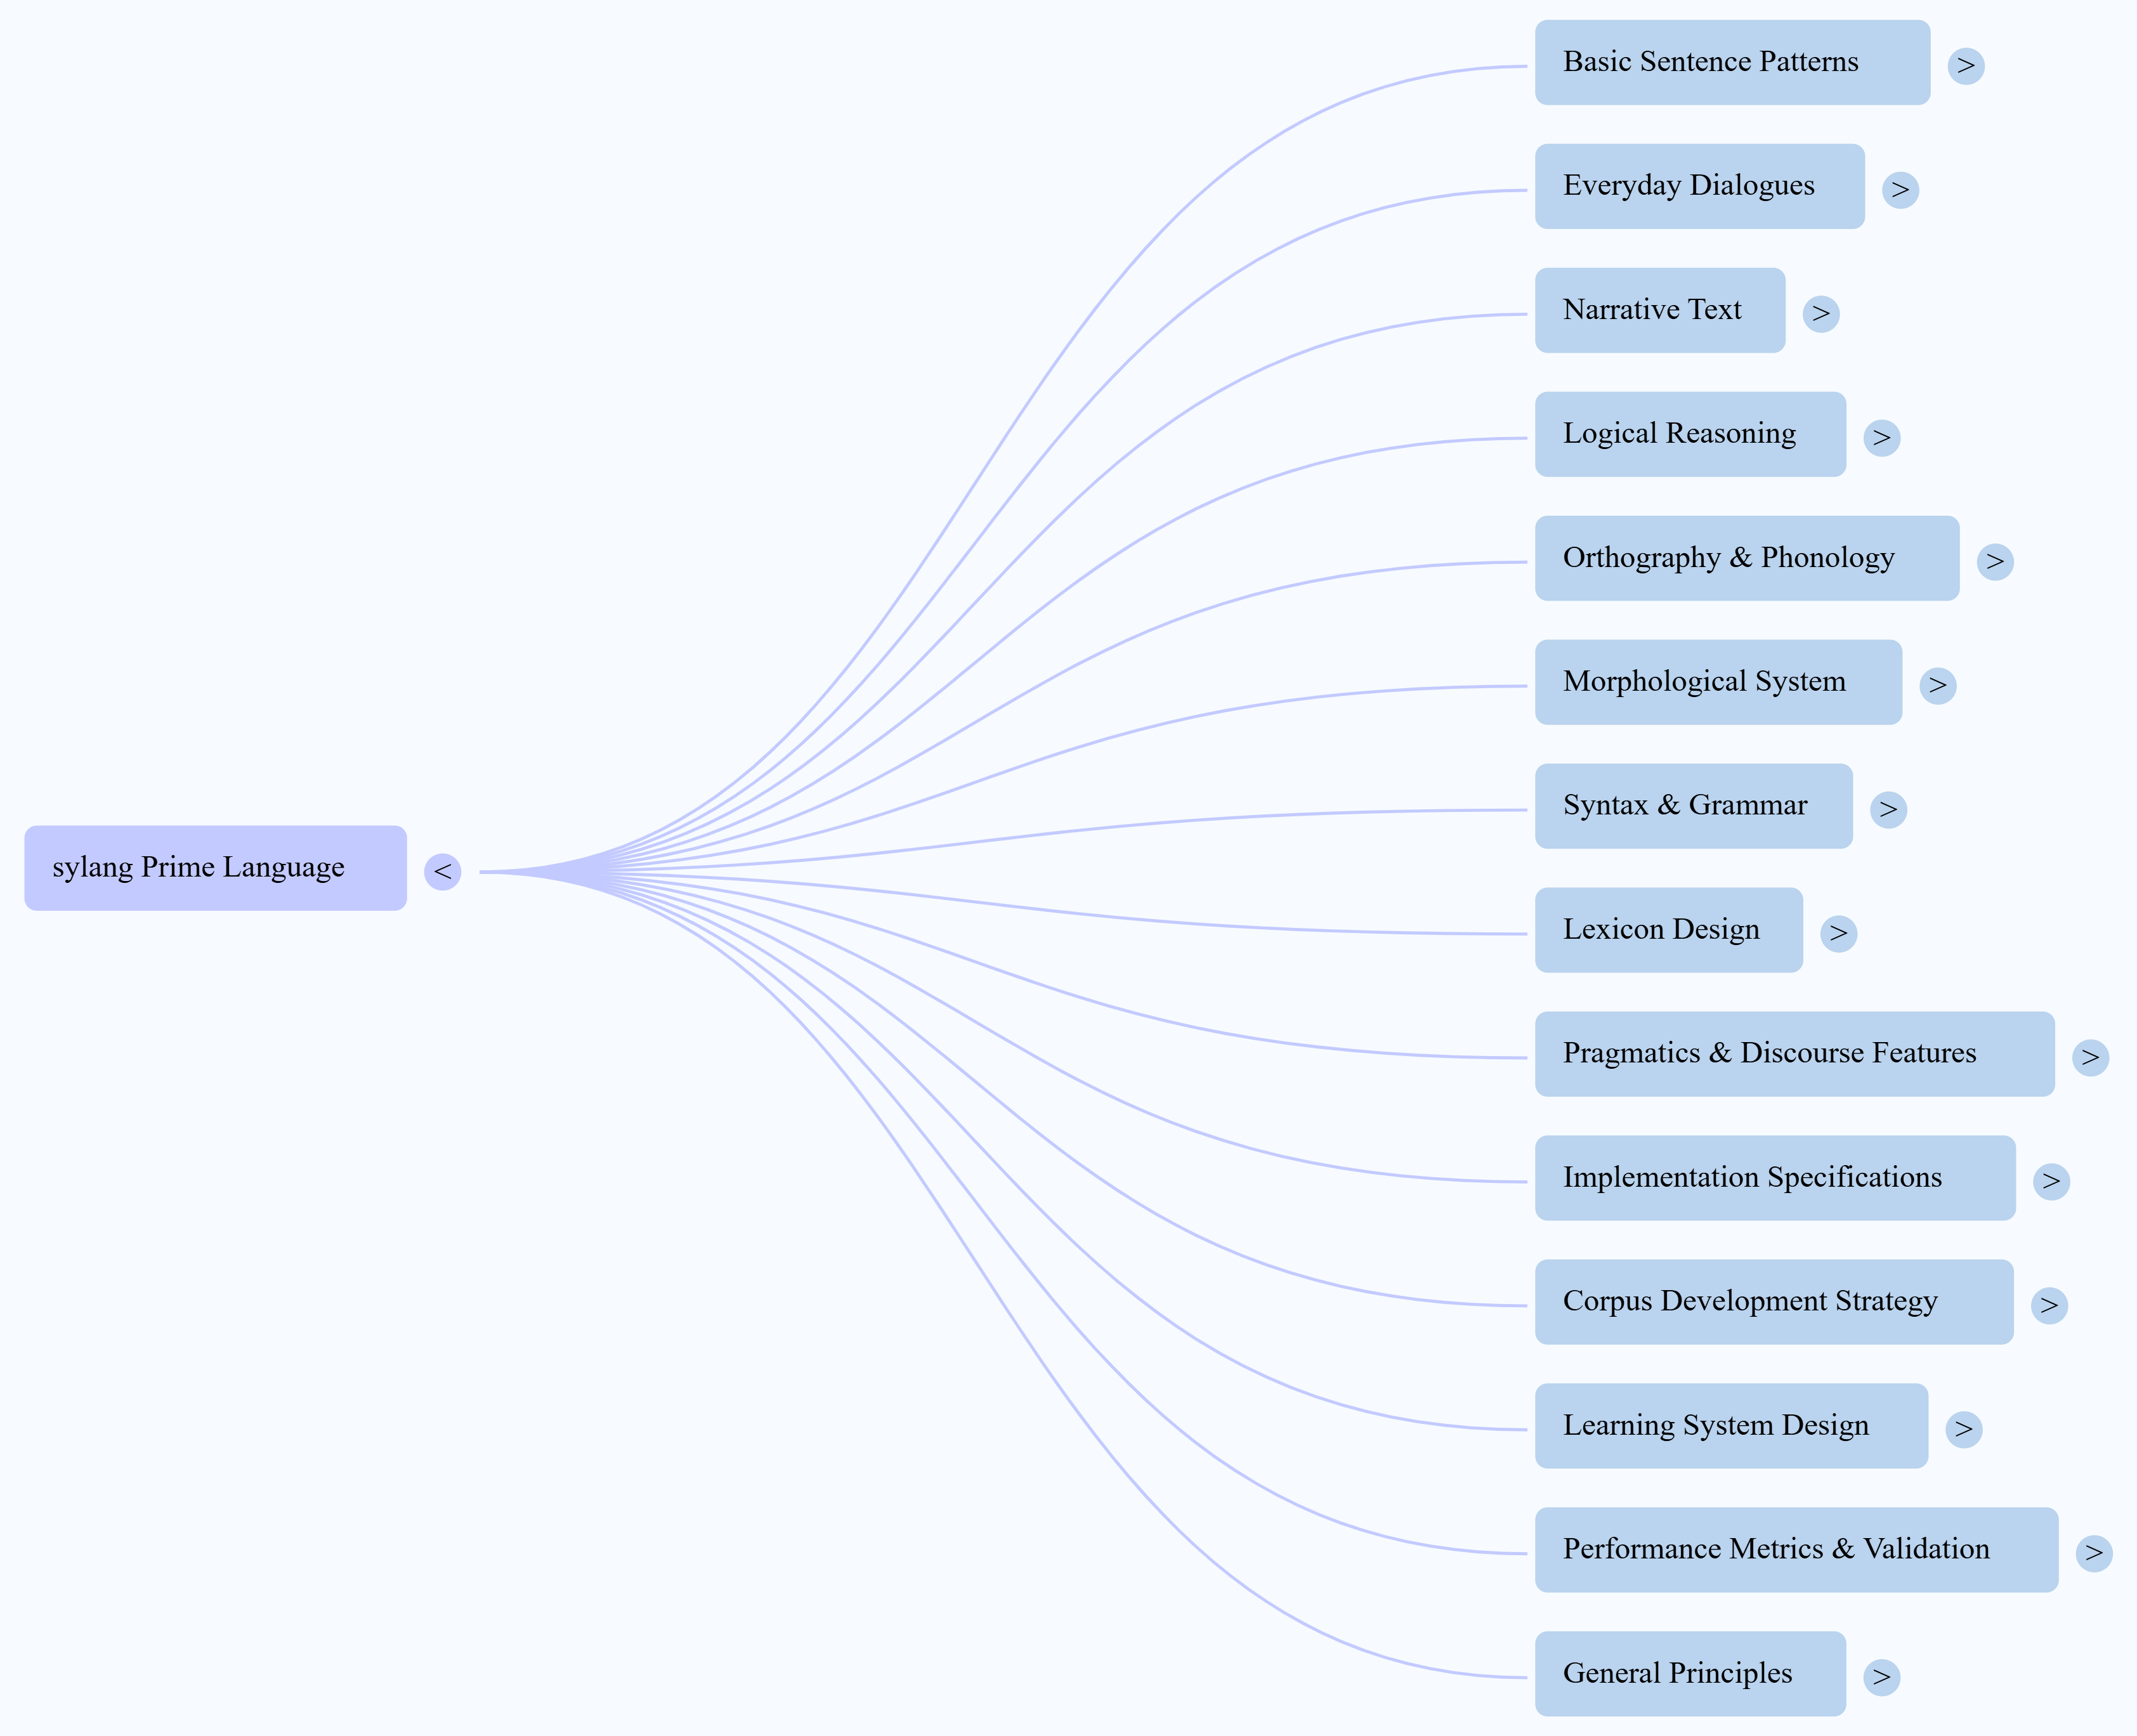 sylang Prime Language
<
Basic Sentence Patterns
>
Everyday Dialogues
>
Narrative Text
>
Logical Reasoning
>
Orthography & Phonology
>
Morphological System
>
Syntax & Grammar
>
Lexicon Design
>
Pragmatics & Discourse Features
>
Implementation Specifications
>
Corpus Development Strategy
>
Learning System Design
>
Performance Metrics & Validation
>
General Principles
>